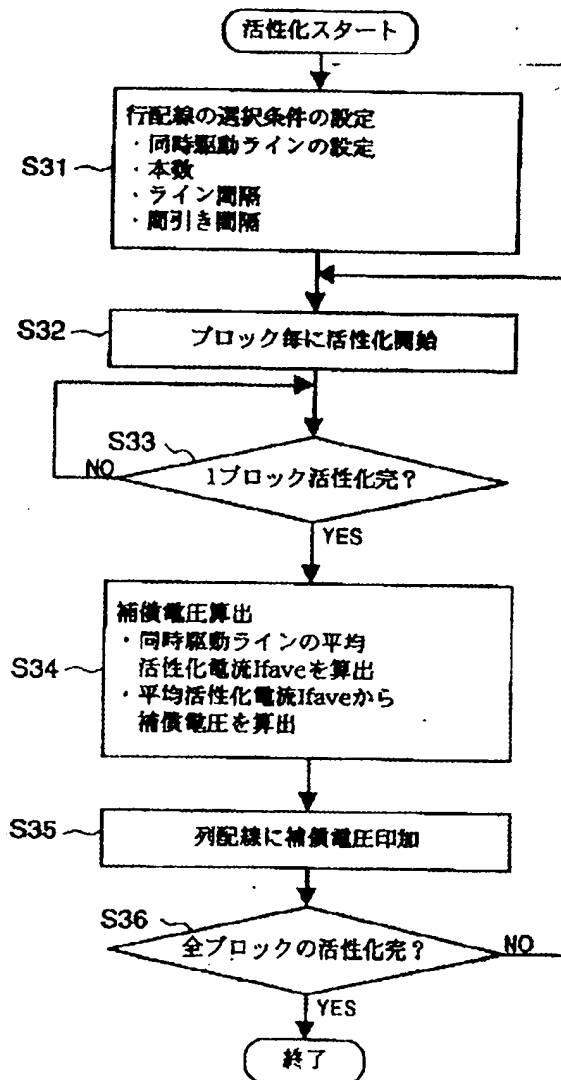 活性化スタート
S31
行配線の選択条件の設定
・同時駆動ラインの設定
・本数
・ライン間隔
・間引き間隔
S32
ブロック毎に活性化開始
S33
NO
1ブロック活性化完？
YES
S34
補償電圧算出
・同時駆動ラインの平均
活性化電流Ifaveを算出
・平均活性化電流Ifaveから
補償電圧を算出
S35
列配線に補償電圧印加
S36
全ブロックの活性化完？
NO
YES
終了